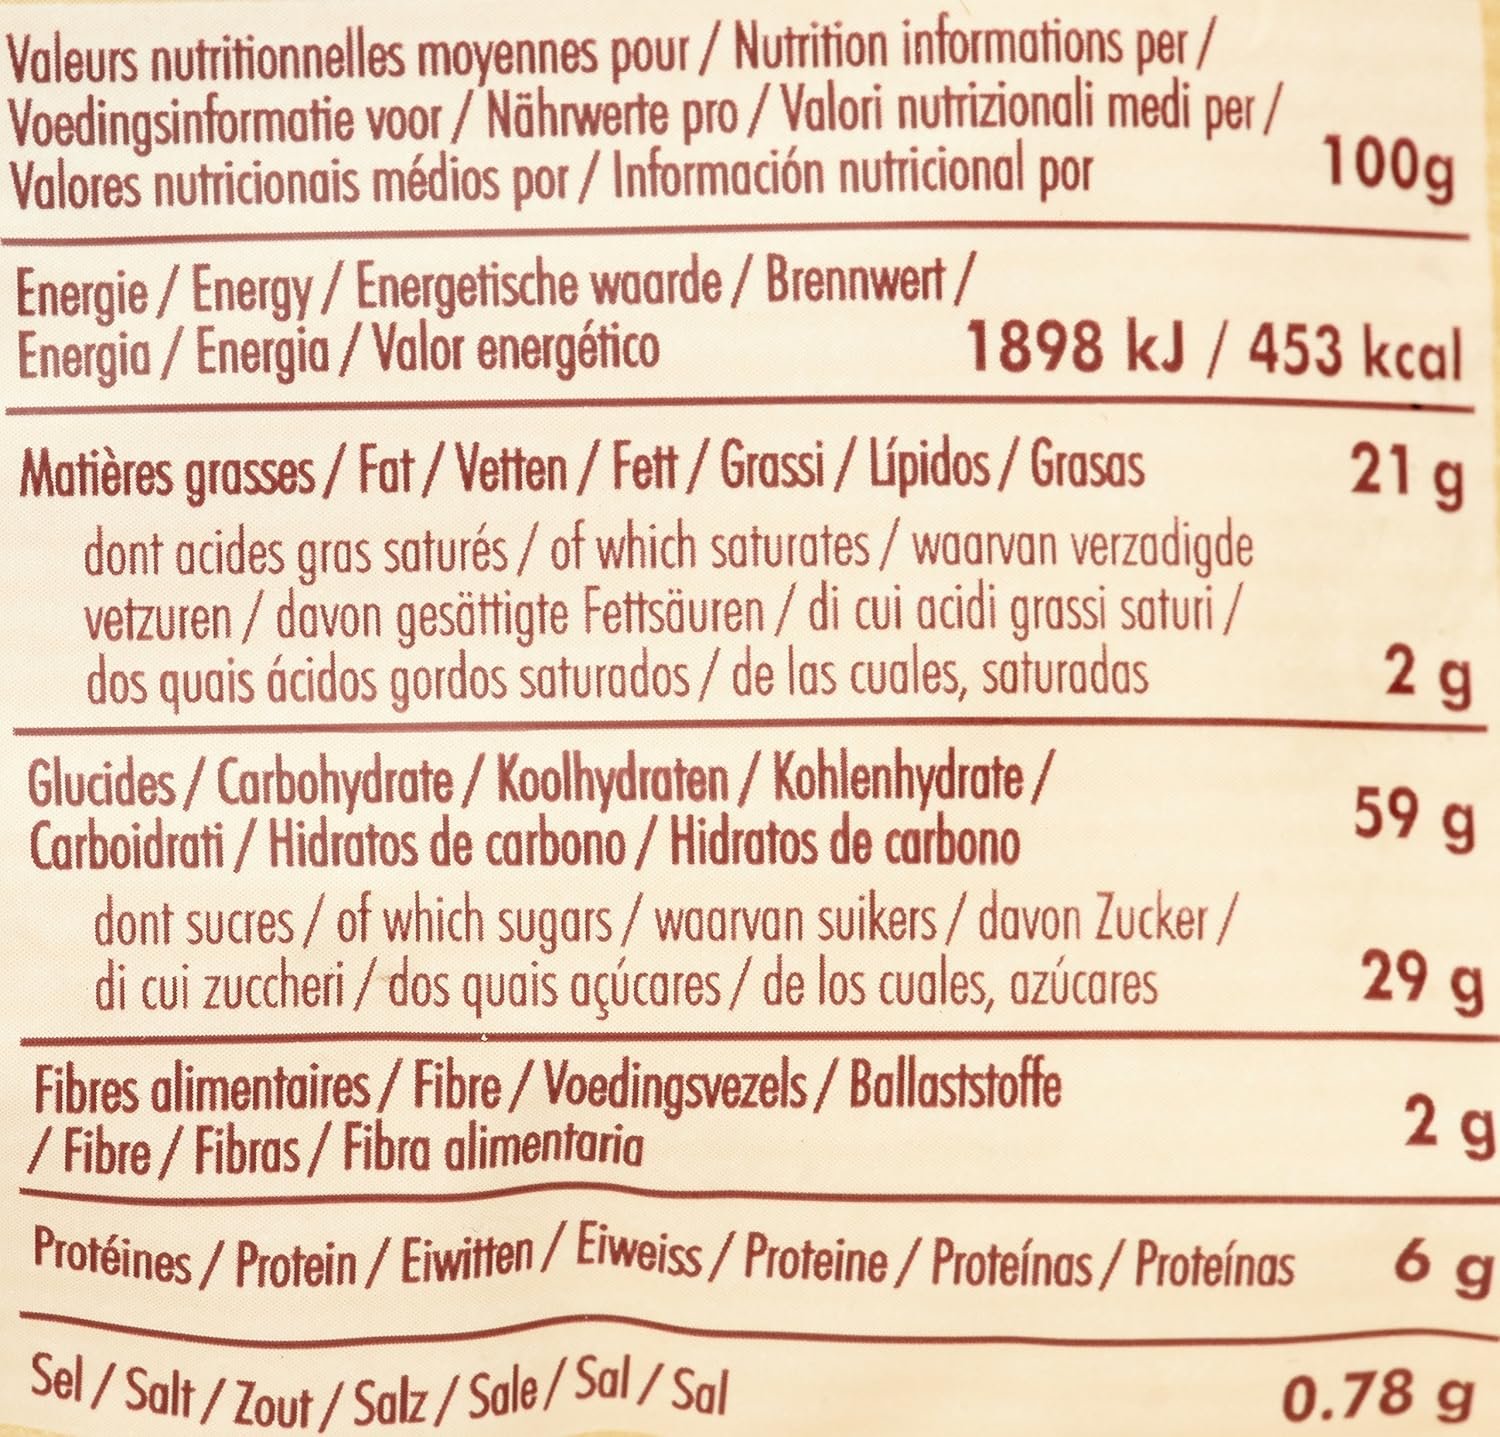 Valeurs nutritionnelles moyennes pour / Nutrition informations per /
Voedingsinformatie voor / Nährwerte pro / Valori nutrizionali medi per /
Valores nutricionais médios por / Información nutricional por 100g
Energie / Energy / Energetische waarde / Brennwert /
Energia / Energia / Valor energético 1898 kJ / 453 kcal
Matières grasses / Fat / Vetten / Fett / Grassi / Lípidos / Grasas 21 g
dont acides gras saturés / of which saturates / waarvan verzadigde
vetzuren / davon gesättigte Fettsäuren / di cui acidi grassi saturi /
dos quais ácidos gordos saturados / de las cuales, saturadas 2 g
Glucides / Carbohydrate / Koolhydraten / Kohlenhydrate /
Carboidrati / Hidratos de carbono / Hidratos de carbono 59 g
dont sucres / of which sugars / waarvan suikers / davon Zucker /
di cui zuccheri / dos quais açúcares / de los cuales, azúcares 29 g
Fibres alimentaires / Fibre / Voedingsvezels / Ballaststoffe
/ Fibre / Fibras / Fibra alimentaria 2 g
Protéines / Protein / Eiwitten / Eiweiss / Proteine / Proteínas / Proteínas 6 g
Sel / Salt / Zout / Salz / Sale / Sal / Sal 0.78 g